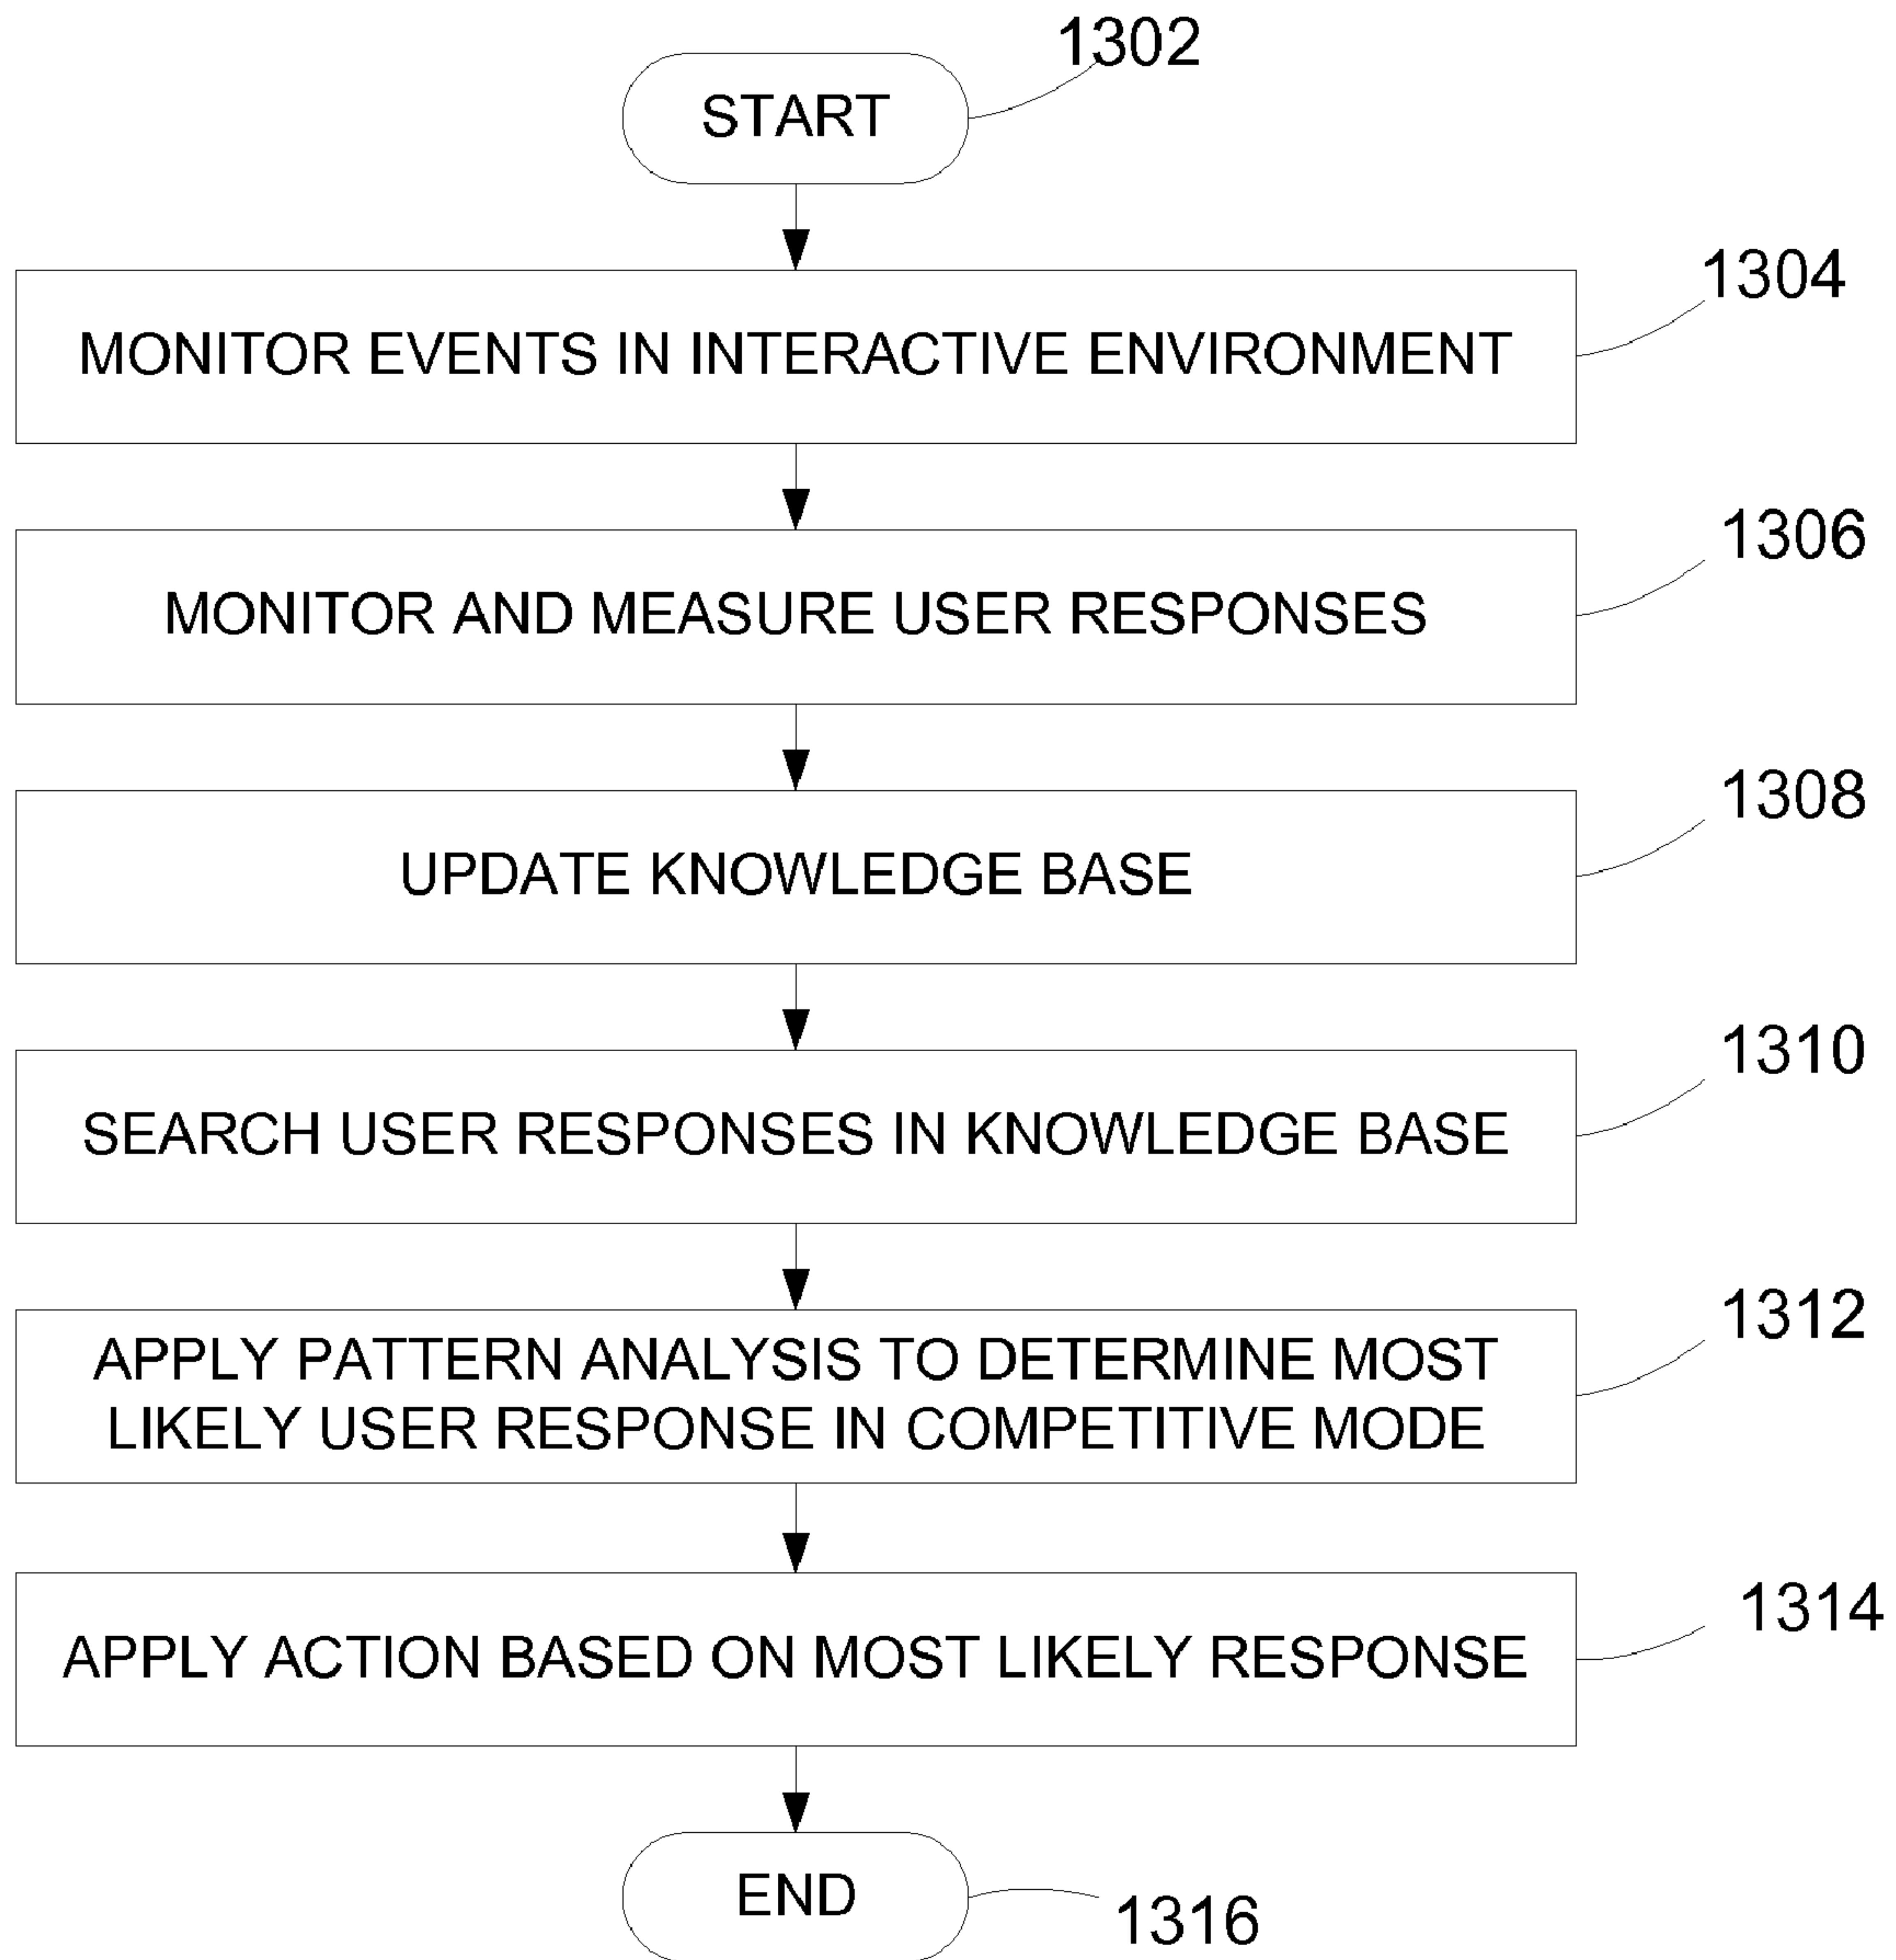 1302
START
1304
MONITOR EVENTS IN INTERACTIVE ENVIRONMENT
1306
MONITOR AND MEASURE USER RESPONSES
1308
UPDATE KNOWLEDGE BASE
1310
SEARCH USER RESPONSES IN KNOWLEDGE BASE
1312
APPLY PATTERN ANALYSIS TO DETERMINE MOST
LIKELY USER RESPONSE IN COMPETITIVE MODE
1314
APPLY ACTION BASED ON MOST LIKELY RESPONSE
END
1316